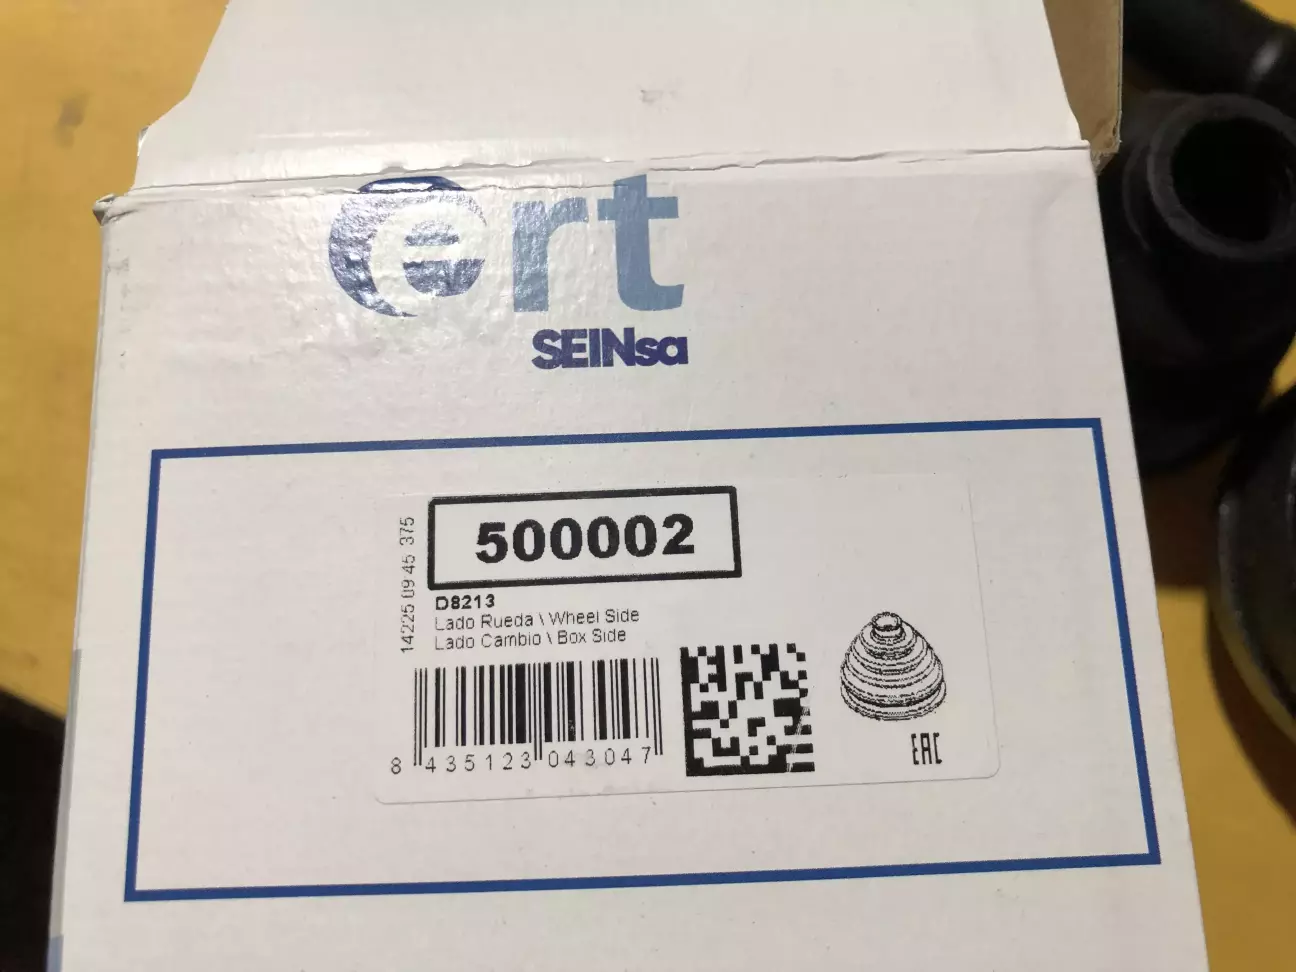 ert
SEINsa
500002
14225 09 45 375
D8213
Lado Rueda \ Wheel Side
Lado Cambio \ Box Side
8 435123 043047
EAC